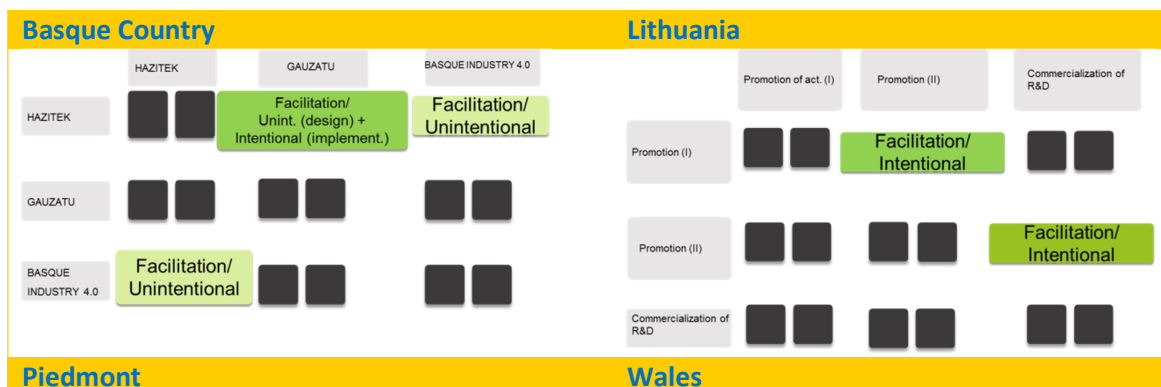 Basque Country
HAZITEK
GAUZATU
BASQUE INDUSTRY 4.0
HAZITEK
Facilitation/
Unint. (design) +
Intentional (implement.)
Facilitation/
Unintentional
GAUZATU
BASQUE
INDUSTRY 4.0
Facilitation/
Unintentional
Lithuania
Promotion of act. (I)
Promotion (II)
Commercialization of
R&D
Promotion (I)
Facilitation/
Intentional
Promotion (II)
Facilitation/
Intentional
Commercialization of
R&D
Piedmont
Wales